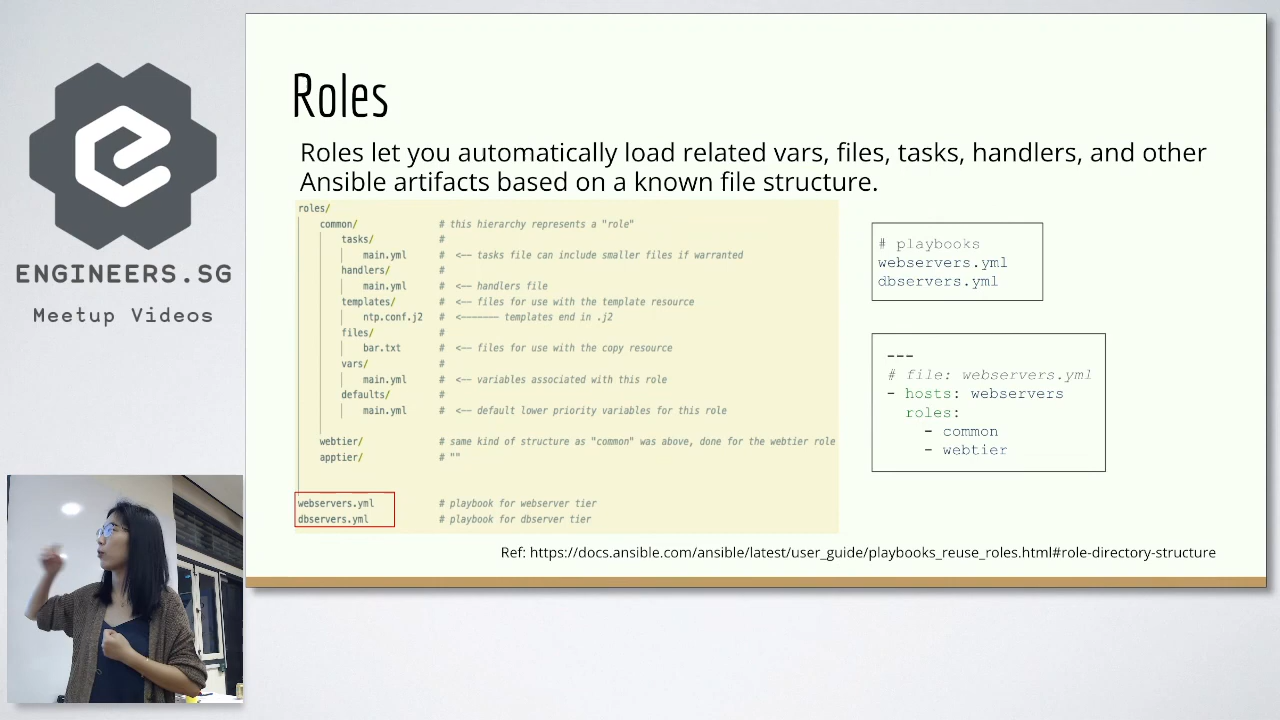 ENGINEERS.SG
Meetup Videos
Roles
Roles let you automatically load related vars, files, tasks, handlers, and other
Ansible artifacts based on a known file structure.
roles/
common/ # this hierarchy represents a "role"
tasks/ #
main.yml # <-- tasks file can include smaller files if warranted
handlers/ #
main.yml # <-- handlers file
templates/ # <-- files for use with the template resource
ntp.conf.j2 # <------- templates end in .j2
files/ #
bar.txt # <-- files for use with the copy resource
vars/ #
main.yml # <-- variables associated with this role
defaults/ #
main.yml # <-- default lower priority variables for this role
webtier/ # same kind of structure as "common" was above, done for the webtier role
apptier/ # ""
webservers.yml # playbook for webserver tier
dbservers.yml # playbook for dbserver tier
# playbooks
webservers.yml
dbservers.yml
---
# file: webservers.yml
- hosts: webservers
roles:
- common
- webtier
Ref: https://docs.ansible.com/ansible/latest/user_guide/playbooks_reuse_roles.html#role-directory-structure